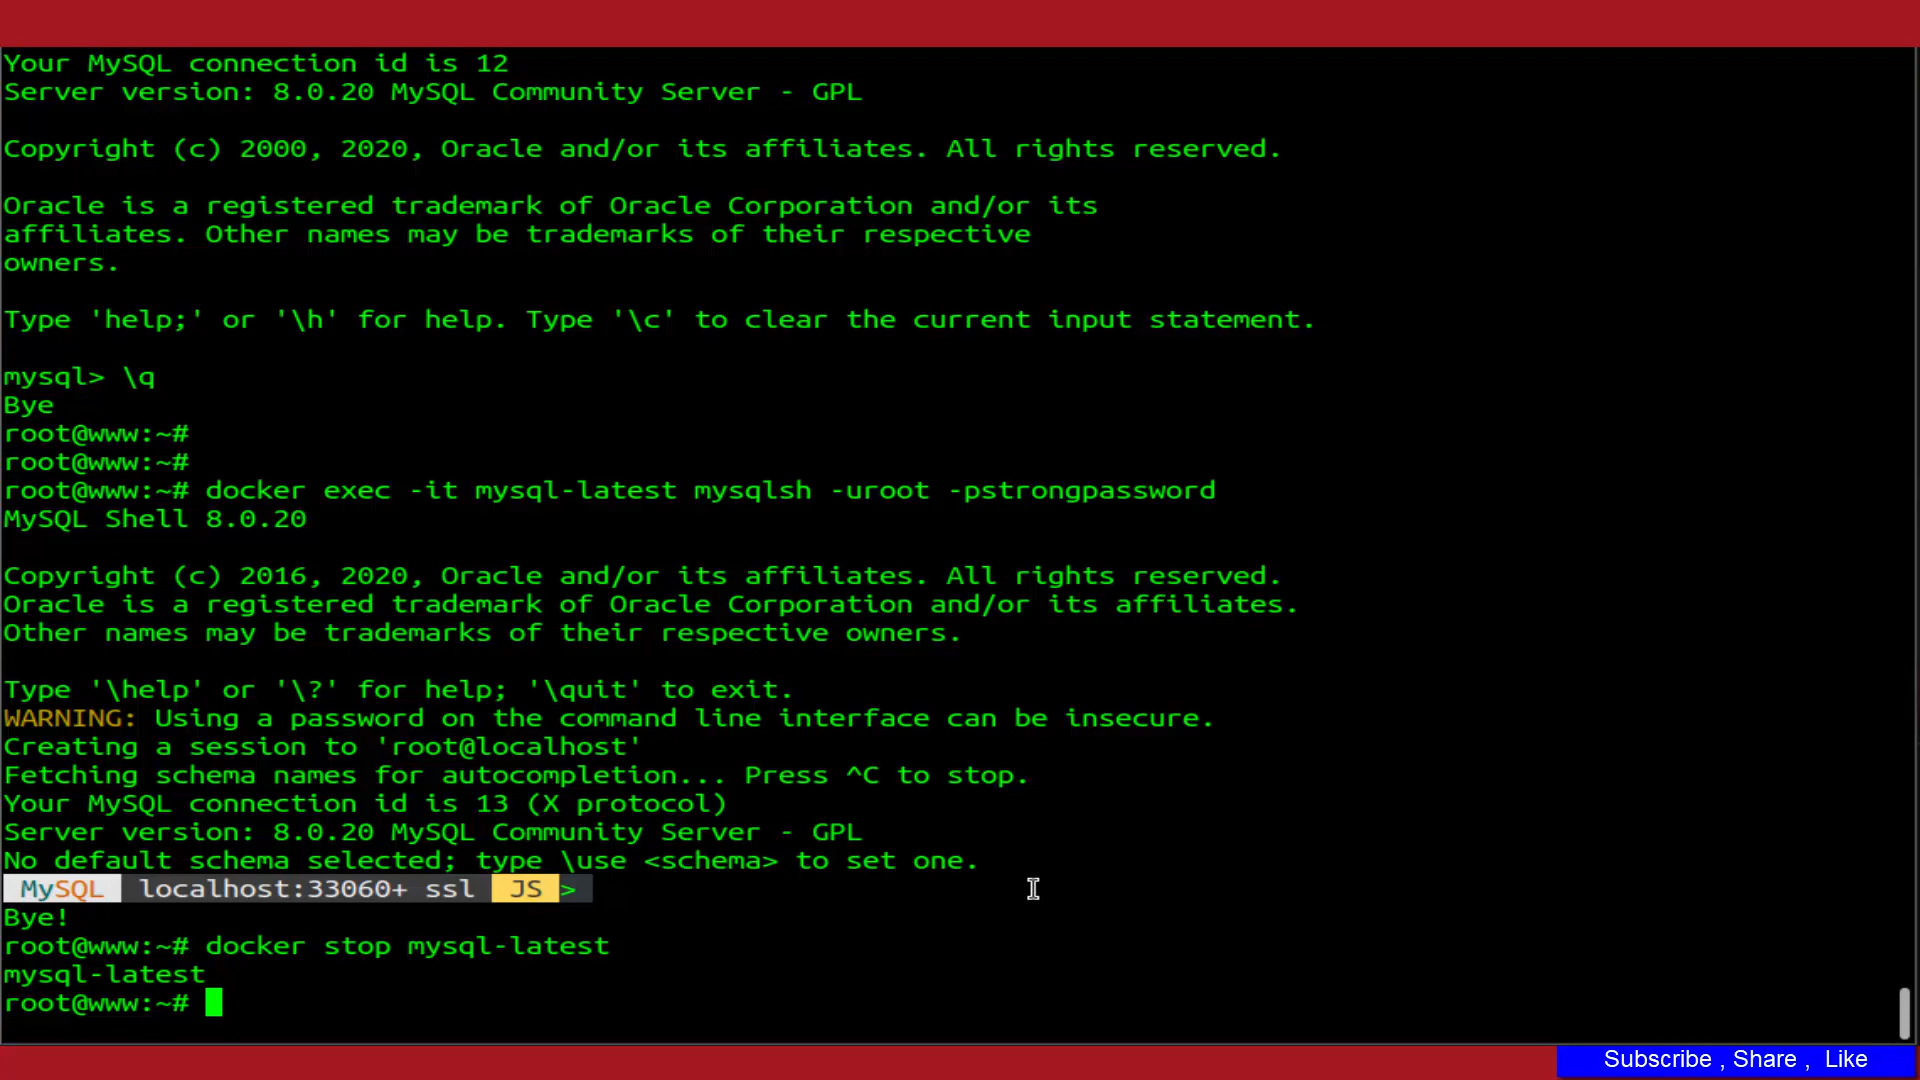 Your MySQL connection id is 12
Server version: 8.0.20 MySQL Community Server - GPL
Copyright (c) 2000, 2020, Oracle and/or its affiliates. All rights reserved.
Oracle is a registered trademark of Oracle Corporation and/or its
affiliates. Other names may be trademarks of their respective
owners.
Type 'help;' or '\h' for help. Type '\c' to clear the current input statement.
mysql> \q
Bye
root@www:~#
root@www:~#
root@www:~# docker exec -it mysql-latest mysqlsh -uroot -pstrongpassword
MySQL Shell 8.0.20
Copyright (c) 2016, 2020, Oracle and/or its affiliates. All rights reserved.
Oracle is a registered trademark of Oracle Corporation and/or its affiliates.
Other names may be trademarks of their respective owners.
Type '\help' or '\?' for help; '\quit' to exit.
WARNING: Using a password on the command line interface can be insecure.
Creating a session to 'root@localhost'
Fetching schema names for autocompletion... Press ^C to stop.
Your MySQL connection id is 13 (X protocol)
Server version: 8.0.20 MySQL Community Server - GPL
No default schema selected; type \use <schema> to set one.
MySQL localhost:33060+ ssl JS >
Bye!
root@www:~# docker stop mysql-latest
mysql-latest
root@www:~#
Subscribe , Share , Like